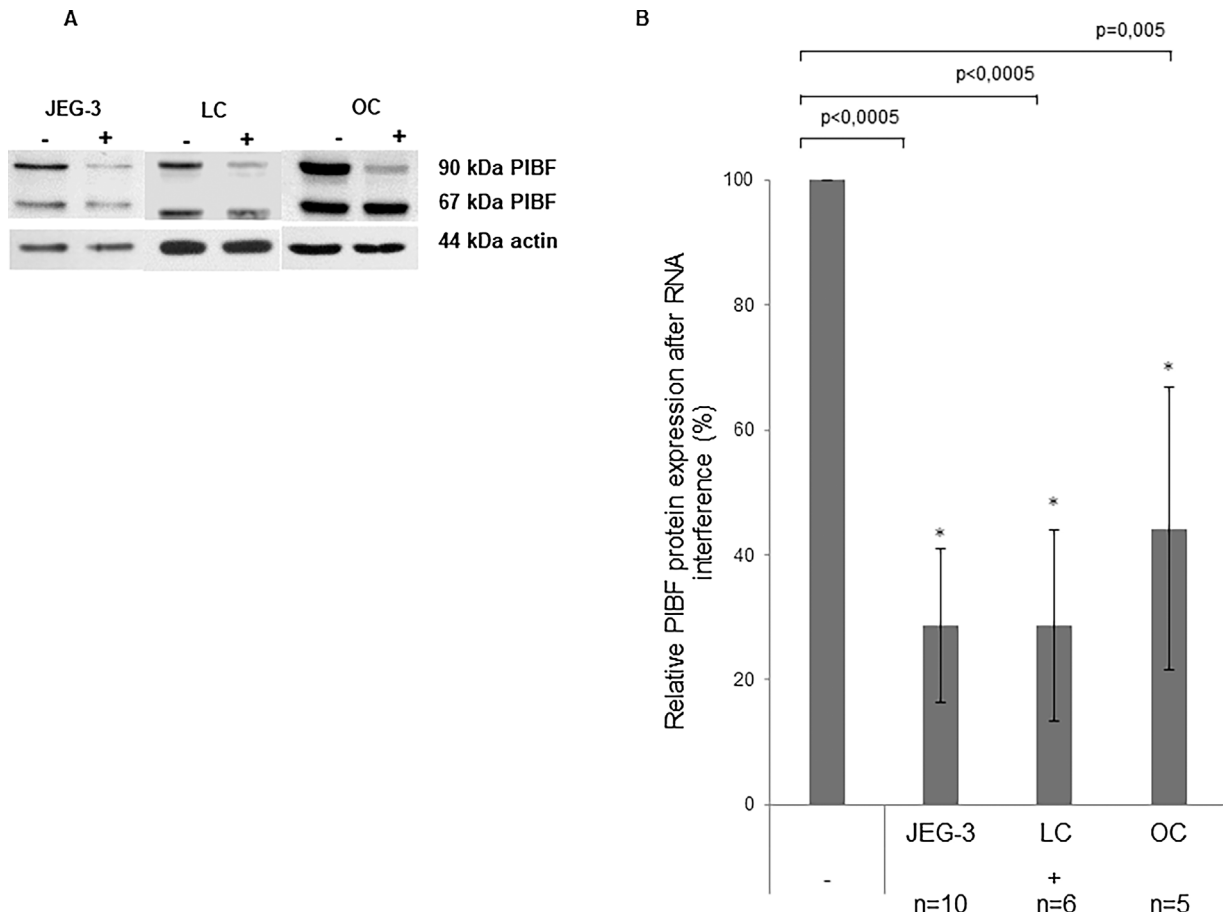 A
JEG-3 LC OC
- + - + - +
90 kDa PIBF
67 kDa PIBF
44 kDa actin
B
p=0,005
p<0,0005
p<0,0005
Relative PIBF protein expression after RNA
interference (%)
100
80
60
*
40
*
*
20
0
JEG-3 LC OC
- +
n=10 n=6 n=5